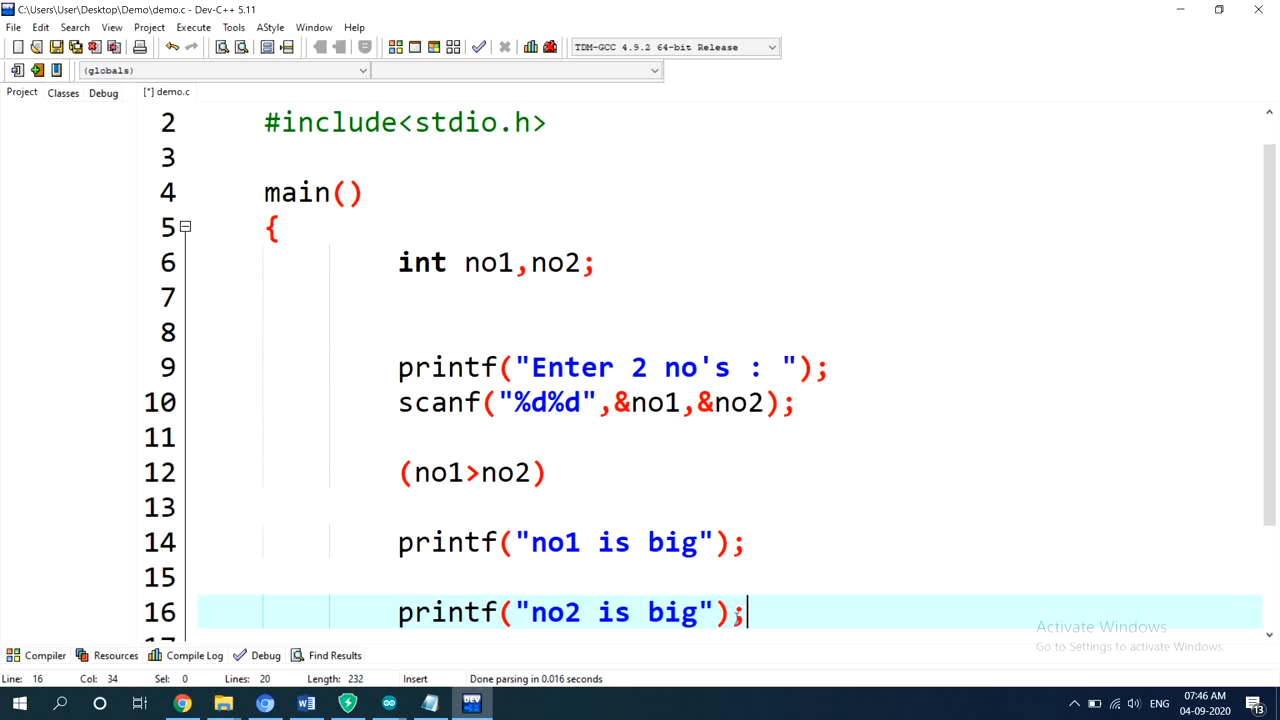 C:\Users\User\Desktop\Demo\demo.c - Dev-C++ 5.11
File Edit Search View Project Execute Tools AStyle Window Help
TDM-GCC 4.9.2 64-bit Release
(globals)
Project Classes Debug
[*] demo.c
2 #include<stdio.h>
3
4 main()
5 {
6 int no1,no2;
7
8
9 printf("Enter 2 no's : ");
10 scanf("%d%d",&no1,&no2);
11
12 (no1>no2)
13
14 printf("no1 is big");
15
16 printf("no2 is big");
Activate Windows
Go to Settings to activate Windows.
Compiler Resources Compile Log Debug Find Results
Line: 16 Col: 34 Sel: 0 Lines: 20 Length: 232 Insert Done parsing in 0.016 seconds
DEV
ENG
07:46 AM
04-09-2020
13